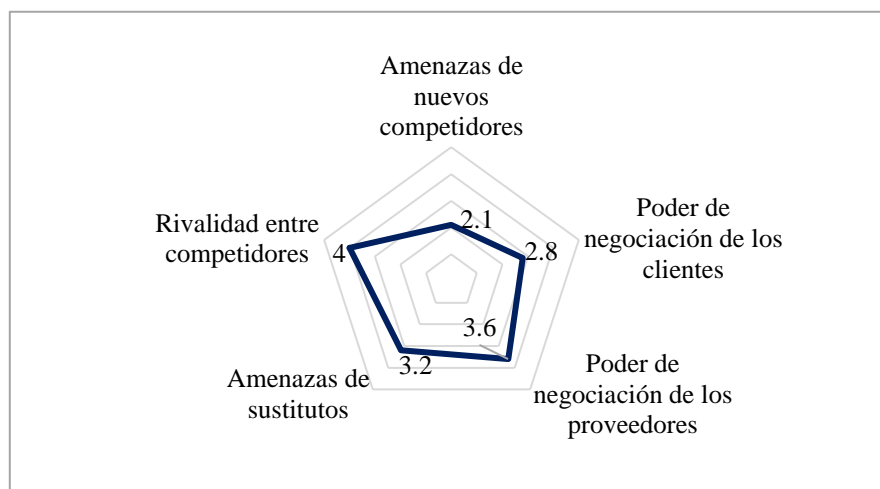 Amenazas de
nuevos
competidores
2.1
Poder de
negociación de los
clientes
2.8
Poder de
negociación de los
proveedores
3.6
Amenazas de
sustitutos
3.2
Rivalidad entre
competidores
4